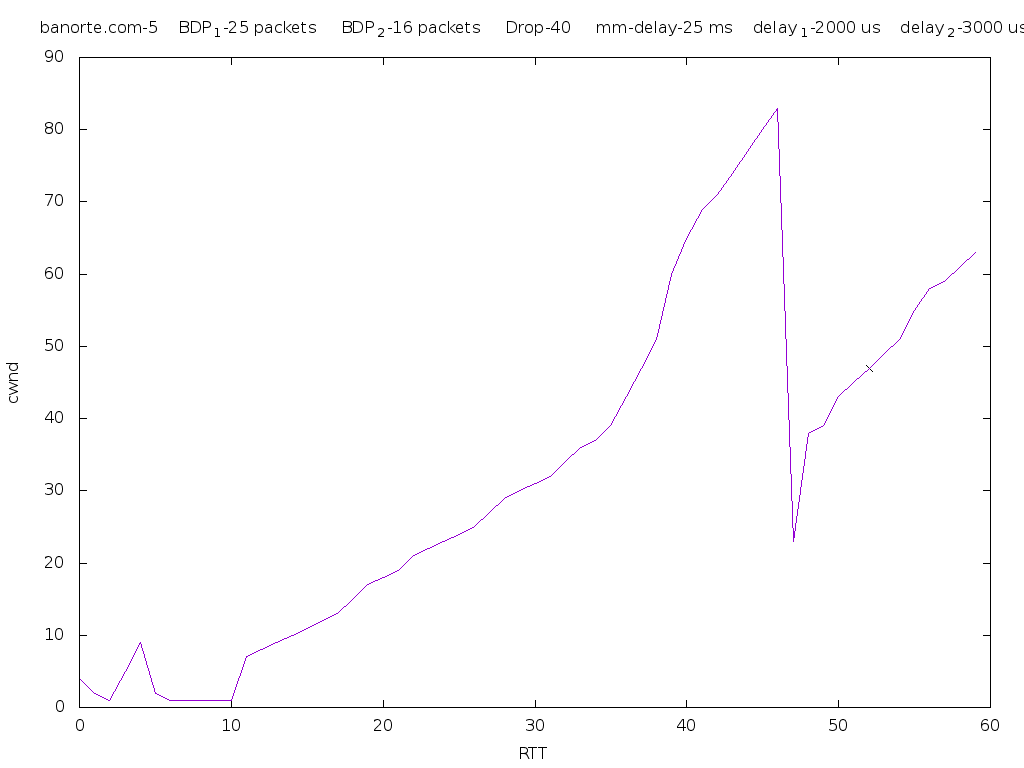 banorte.com-5 BDP1-25 packets BDP2-16 packets Drop-40 mm-delay-25 ms delay1-2000 us delay2-3000 us
90
80
70
60
50
40
30
20
10
0
cwnd
0 10 20 30 40 50 60
RTT